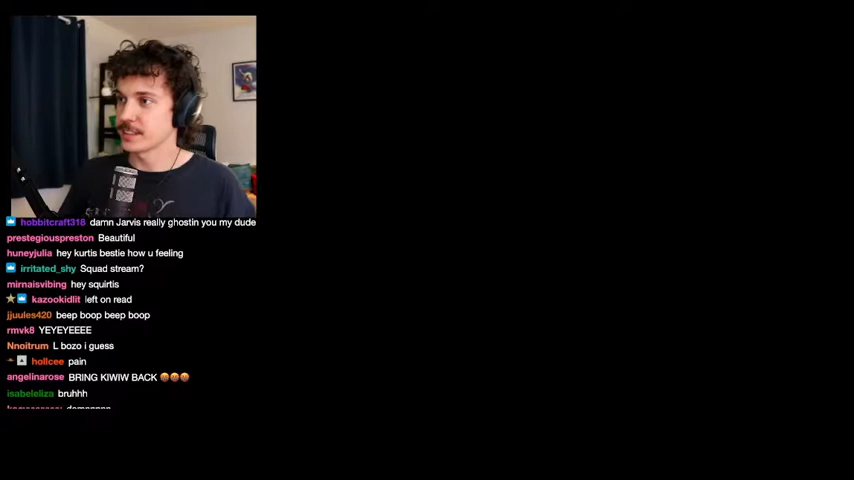 hobbitcraft318 damn Jarvis really ghostin you my dude
prestegiouspreston Beautiful
huneyjulia hey kurtis bestie how u feeling
irritated_shy Squad stream?
mirnaisvibing hey squirtis
kazookidlit left on read
jjuules420 beep boop beep boop
rmvk8 YEYEYEEEE
Nnoitrum L bozo i guess
hollcee pain
angelinarose BRING KIWIW BACK 🤬🤬🤬
isabeleliza bruhhh